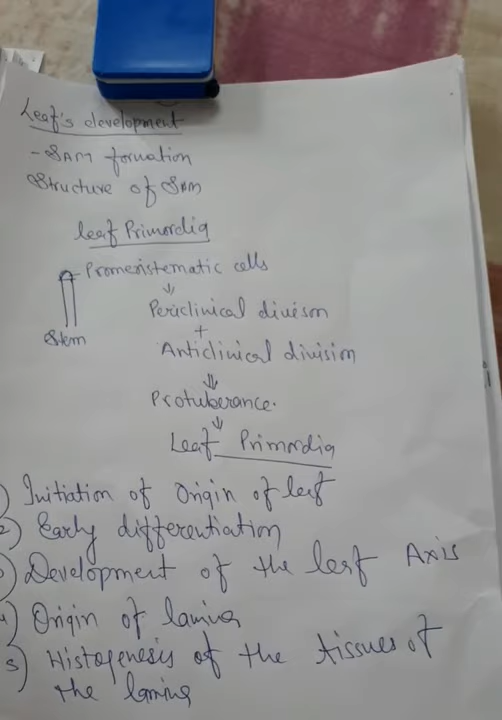 Leaf's development
- SAM formation
Structure of SAM
leaf Primordia
Promeristematic cells
⇓
Periclinical divison
+
Stem
Anticlinical division
⇓
Protuberance.
⇓
Leaf Primordia
1) Initiation of Origin of leaf
2) Early differentiation
3) Development of the leaf Axis
4) Origin of lamina
5) Histogenesis of the tissues of
the lamina